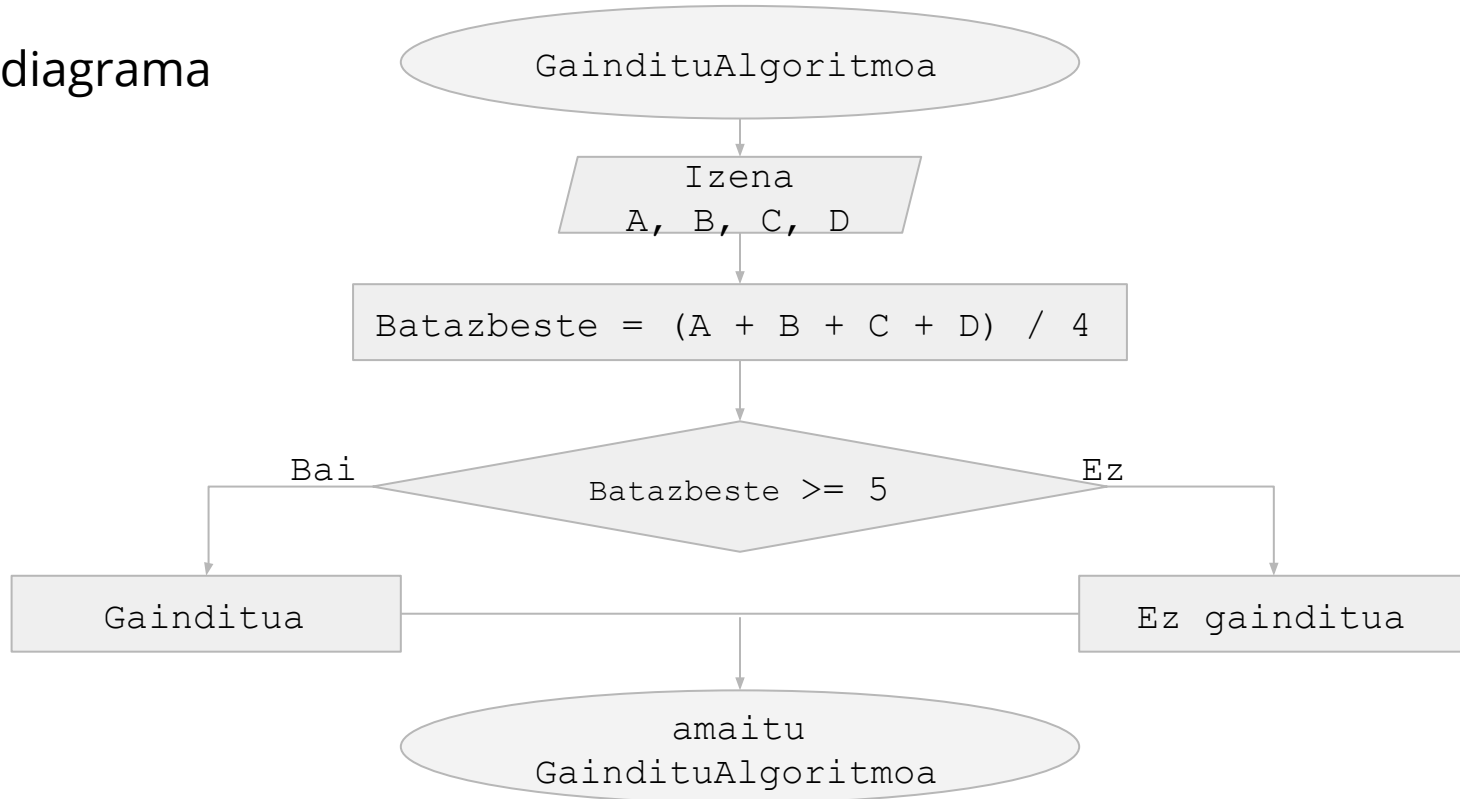 diagrama
GaindituAlgoritmoa
Izena
A, B, C, D
Batazbeste = (A + B + C + D) / 4
Bai
Batazbeste >= 5
Ez
Gainditua
Ez gainditua
amaitu
GaindituAlgoritmoa